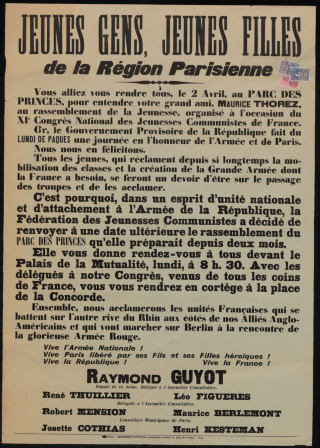 JEUNES GENS, JEUNES FILLES
de la Région Parisienne
Vous alliez vous rendre tous, le 2 Avril, au PARC DES
PRINCES, pour entendre votre grand ami, MAURICE THOREZ,
au rassemblement de la Jeunesse, organisé à l'occasion du
XIe Congrès National des Jeunesses Communistes de France.
Or, le Gouvernement Provisoire de la République fait du
LUNDI DE PAQUES une journée en l'honneur de l'Armée et de Paris.
Nous nous en félicitons.
Tous les jeunes, qui réclament depuis si longtemps la mo-
bilisation des classes et la création de la Grande Armée dont
la France a besoin, se feront un devoir d'être sur le passage
des troupes et de les acclamer.
C'est pourquoi, dans un esprit d'unité nationale
et d'attachement à l'Armée de la République, la
Fédération des Jeunesses Communistes a décidé de
renvoyer à une date ultérieure le rassemblement du
PARC DES PRINCES qu'elle préparait depuis deux mois.
Elle vous donne rendez-vous à tous devant le
Palais de la Mutualité, lundi, à 8 h. 30. Avec les
délégués à notre Congrès, venus de tous les coins
de France, vous vous rendrez en cortège à la place
de la Concorde.
Ensemble, nous acclamerons les unités Françaises qui se
battent sur l'autre rive du Rhin aux côtés de nos Alliés Anglo-
Américains et qui vont marcher sur Berlin à la rencontre de
la glorieuse Armée Rouge.
Vive l'Armée Nationale !
Vive Paris libéré par ses Fils et ses Filles héroïques !
Vive la République ! Vive la France !
RAYMOND GUYOT
Député de la Seine, Délégué à l'Assemblée Consultative.
René THUILLIER Léo FIGUERES
Délégués à l'Assemblée Consultative.
Robert MENSION Maurice BERLEMONT
Conseillers Municipaux de Paris.
Josette COTHIAS Henri KESTEMAN